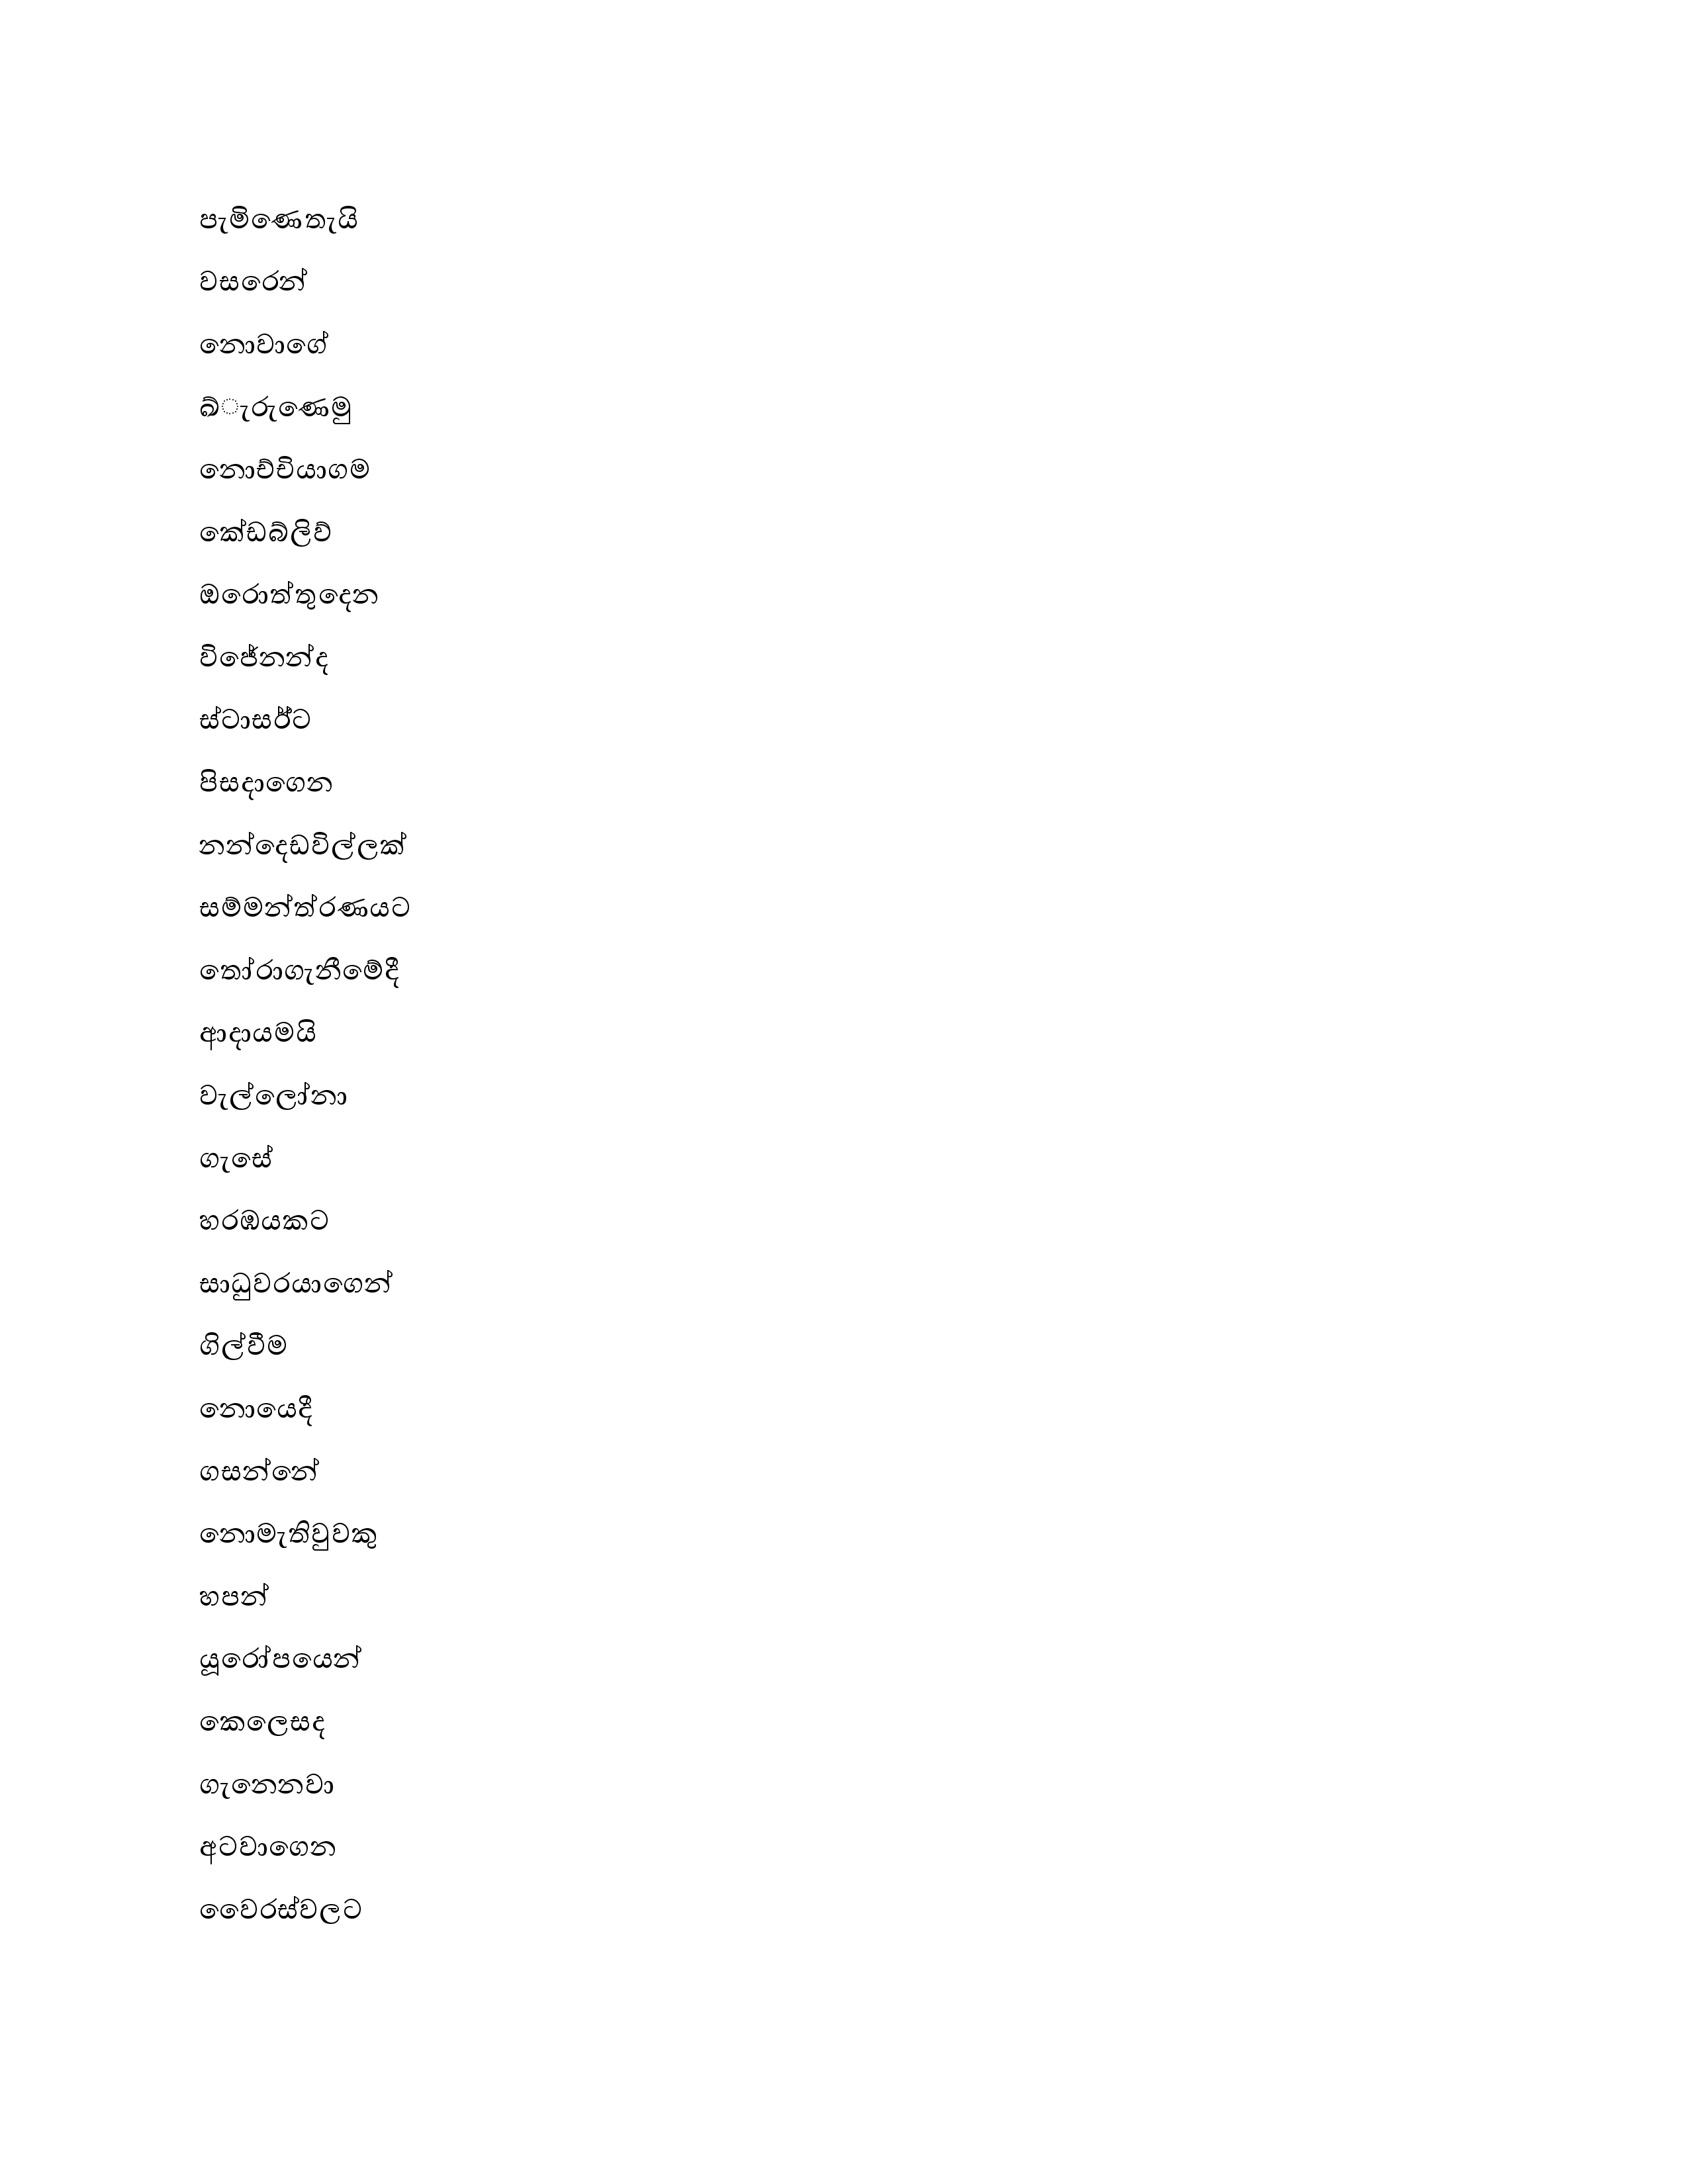 පැමිණෙතැයි
වසරෙන්
නොවාගේ
ඛ්ැරුණෙමු
නොච්චියාගම
කේඩබ්ලිව්
ඔරොත්තුදෙන
විජේනන්ද
ස්ටාසර්ට
පිසදාගෙන
නන්දෙඩවිල්ලක්
සම්මන්ත්රණයට
තෝරාගැනීමේදී
ආදායමයි
වැල්ලෝනා
ගැසේ
හරඹයකට
සාධුවරයාගෙන්
ගිල්වීම
නොයෙදී
ගසන්නේ
නොමැතිවුවකු
හපන්
යූරෝපයෙන්
කෙලෙසද
ගැනෙනවා
අටවාගෙන
වෛරස්වලට